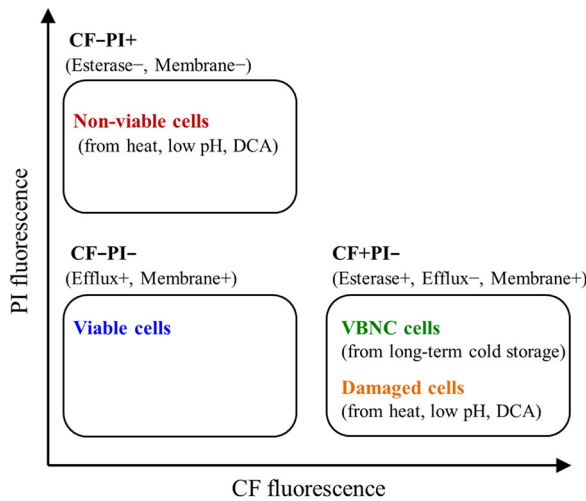 CF−PI+
(Esterase−, Membrane−)
Non-viable cells
(from heat, low pH, DCA)
CF−PI−
(Efflux+, Membrane+)
Viable cells
CF+PI−
(Esterase+, Efflux−, Membrane+)
VBNC cells
(from long-term cold storage)
Damaged cells
(from heat, low pH, DCA)
PI fluorescence
CF fluorescence